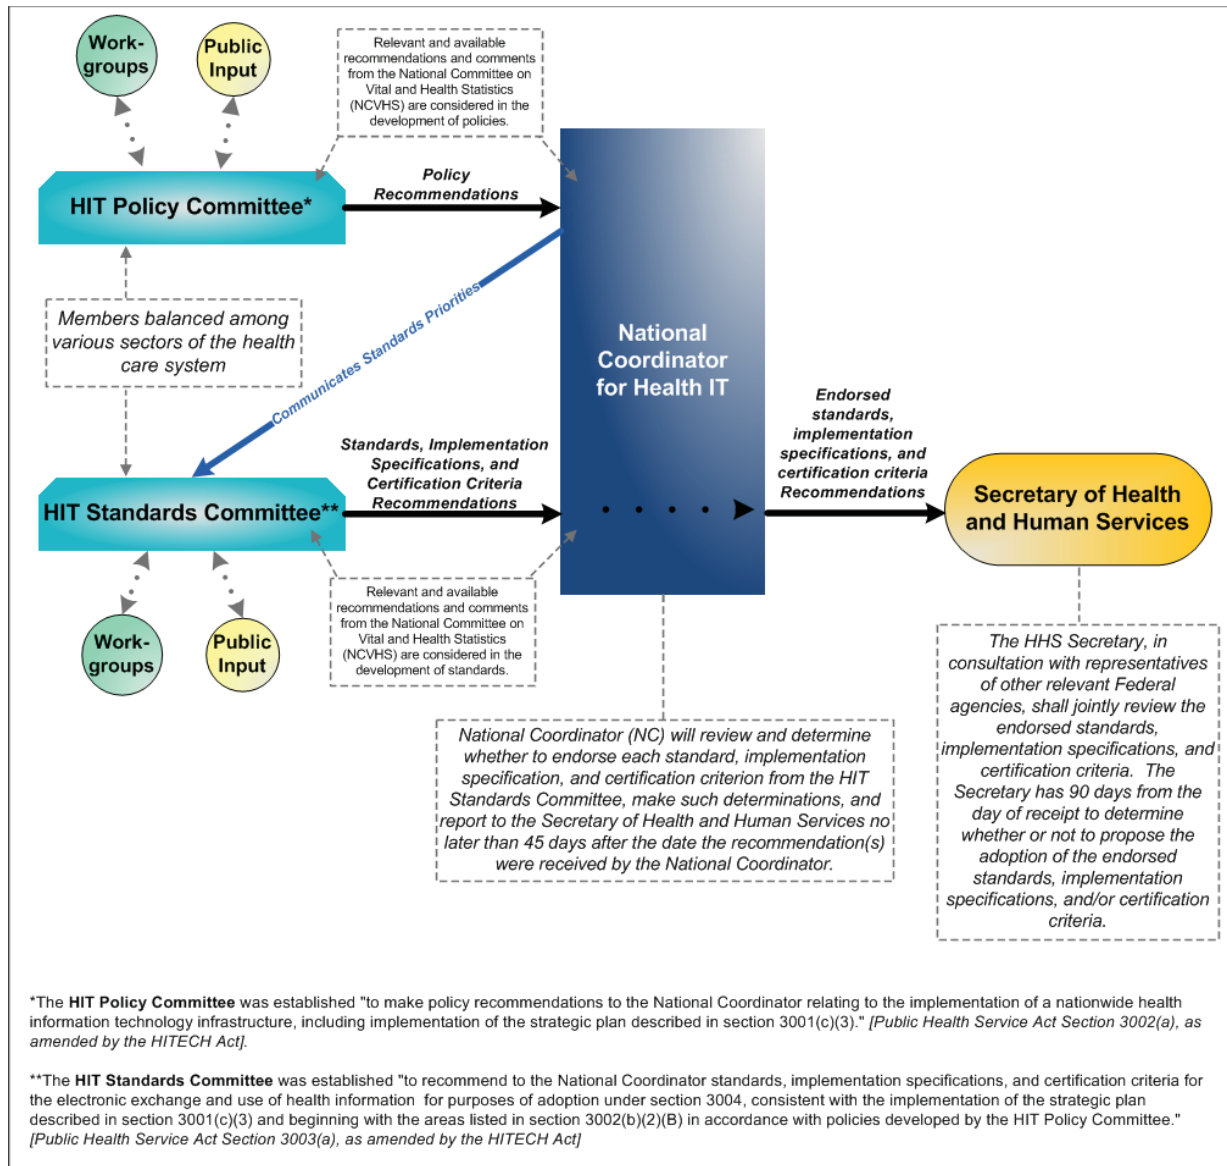 Work-
groups
Public
Input
Relevant and available
recommendations and comments
from the National Committee on
Vital and Health Statistics
(NCVHS) are considered in the
development of policies.
HIT Policy Committee*
Policy
Recommendations
Members balanced among
various sectors of the health
care system
Communicates Standards Priorities
National
Coordinator
for Health IT
Standards, Implementation
Specifications, and
Certification Criteria
Recommendations
Endorsed
standards,
implementation
specifications, and
certification criteria
Recommendations
HIT Standards Committee**
Secretary of Health
and Human Services
Work-
groups
Public
Input
Relevant and available
recommendations and comments
from the National Committee on
Vital and Health Statistics
(NCVHS) are considered in the
development of standards.
National Coordinator (NC) will review and determine
whether to endorse each standard, implementation
specification, and certification criterion from the HIT
Standards Committee, make such determinations, and
report to the Secretary of Health and Human Services no
later than 45 days after the date the recommendation(s)
were received by the National Coordinator.
The HHS Secretary, in
consultation with representatives
of other relevant Federal
agencies, shall jointly review the
endorsed standards,
implementation specifications, and
certification criteria.  The
Secretary has 90 days from the
day of receipt to determine
whether or not to propose the
adoption of the endorsed
standards, implementation
specifications, and/or certification
criteria.
*The HIT Policy Committee was established "to make policy recommendations to the National Coordinator relating to the implementation of a nationwide health
information technology infrastructure, including implementation of the strategic plan described in section 3001(c)(3)." [Public Health Service Act Section 3002(a), as
amended by the HITECH Act].
**The HIT Standards Committee was established "to recommend to the National Coordinator standards, implementation specifications, and certification criteria for
the electronic exchange and use of health information  for purposes of adoption under section 3004, consistent with the implementation of the strategic plan
described in section 3001(c)(3) and beginning with the areas listed in section 3002(b)(2)(B) in accordance with policies developed by the HIT Policy Committee."
[Public Health Service Act Section 3003(a), as amended by the HITECH Act]